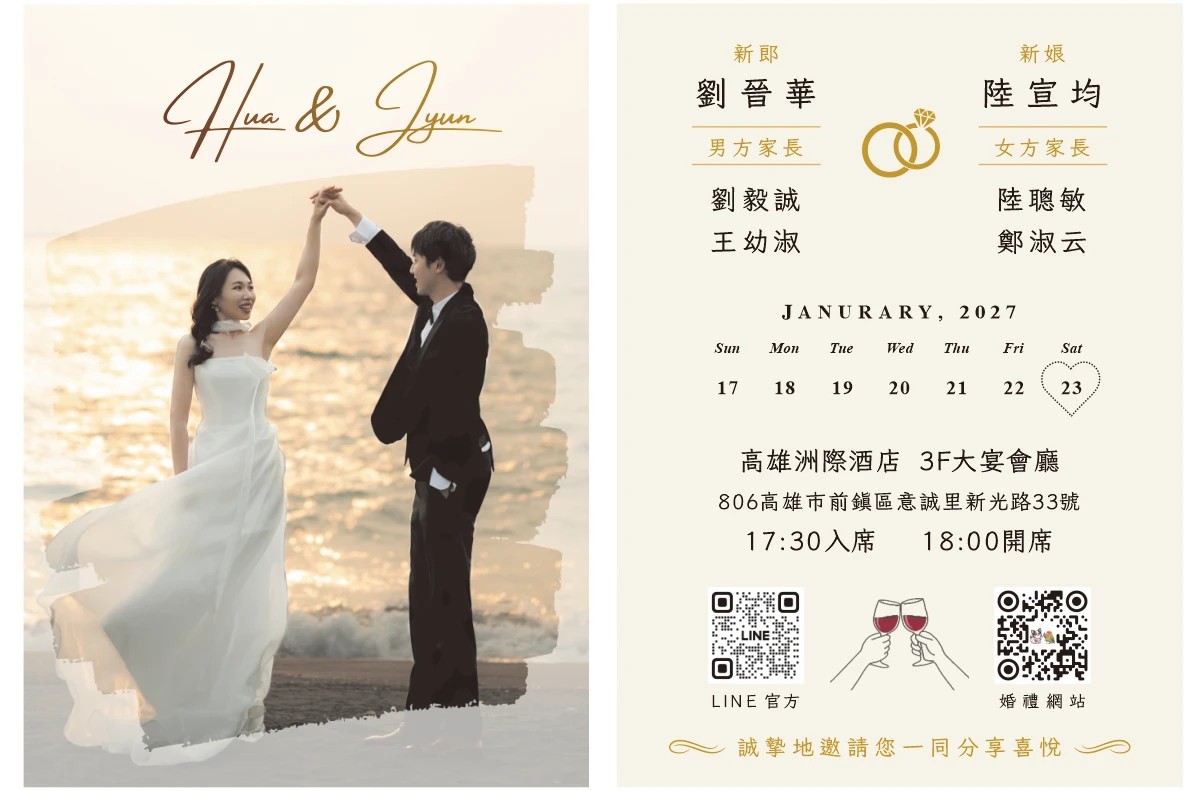 Hua & Jyun
新郎
劉晉華
男方家長
劉毅誠
王幼淑
新娘
陸宣均
女方家長
陸聰敏
鄭淑云
JANURARY, 2027
Sun Mon Tue Wed Thu Fri Sat
17 18 19 20 21 22 23
高雄洲際酒店 3F大宴會廳
806高雄市前鎮區意誠里新光路33號
17:30入席 18:00開席
LINE
LINE 官方
婚禮網站
誠摯地邀請您一同分享喜悅